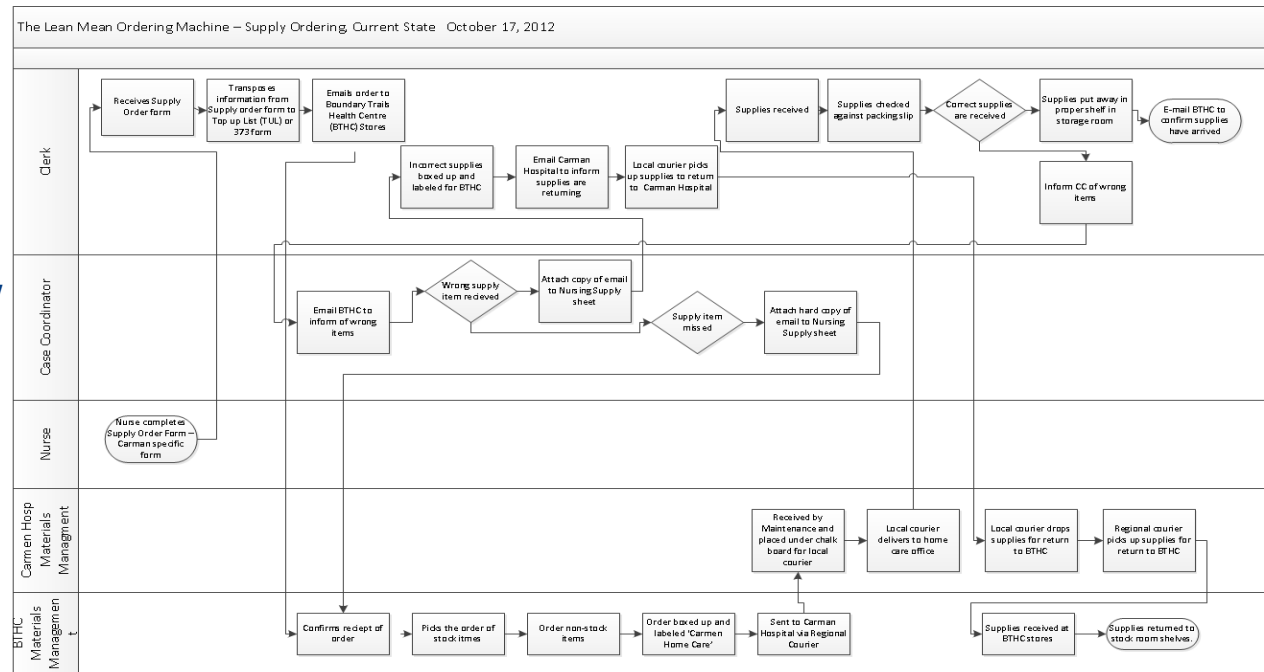 The Lean Mean Ordering Machine – Supply Ordering, Current State   October 17, 2012
Clerk
Receives Supply
Order form
Transposes
information from
Supply order form to
Top up List (TUL) or
373 form
Emails order to
Boundary Trails
Health Centre
(BTHC) Stores
Supplies received
Supplies checked
against packing slip
Correct supplies
are received
Supplies put away in
proper shelf in
storage room
E-mail BTHC to
confirm supplies
have arrived
Incorrect supplies
boxed up and
labeled for BTHC
Email Carman
Hospital to inform
supplies are
returning
Local courier picks
up supplies to return
to Carman Hospital
Inform CC of wrong
items
Case Coordinator
Email BTHC to
inform of wrong
items
Wrong supply
item recieved
Attach copy of email
to Nursing Supply
sheet
Supply item
missed
Attach hard copy of
email to Nursing
Supply sheet
Nurse
Nurse completes
Supply Order Form –
Carman specific
form
Carmen Hosp
Materials
Managment
Received by
Maintenance and
placed under chalk
board for local
courier
Local courier
delivers to home
care office
Local courier drops
supplies for return
to BTHC
Regional courier
picks up supplies for
return to BTHC
BTHC
Materials
Managemen
t
Confirms reciept of
order
Picks the order of
stock itmes
Order non-stock
items
Order boxed up and
labeled 'Carmen
Home Care'
Sent to Carman
Hospital via Regional
Courier
Supplies received at
BTHC stores
Supplies returned to
stock room shelves.